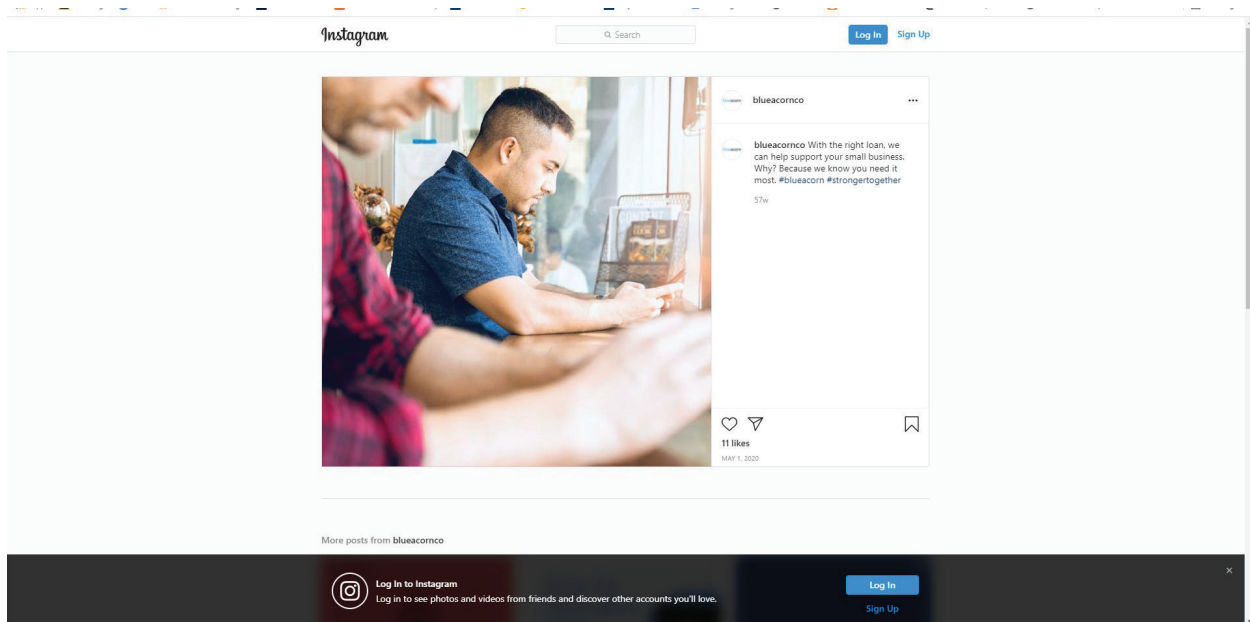 Instagram
Search
Log In Sign Up
blueacornco
blueacornco With the right loan, we
can help support your small business.
Why? Because we know you need it
most. #blueacorn #strongertogether
57w
11 likes
MAY 1, 2020
More posts from blueacornco
Log In to Instagram
Log in to see photos and videos from friends and discover other accounts you'll love.
Log In
Sign Up